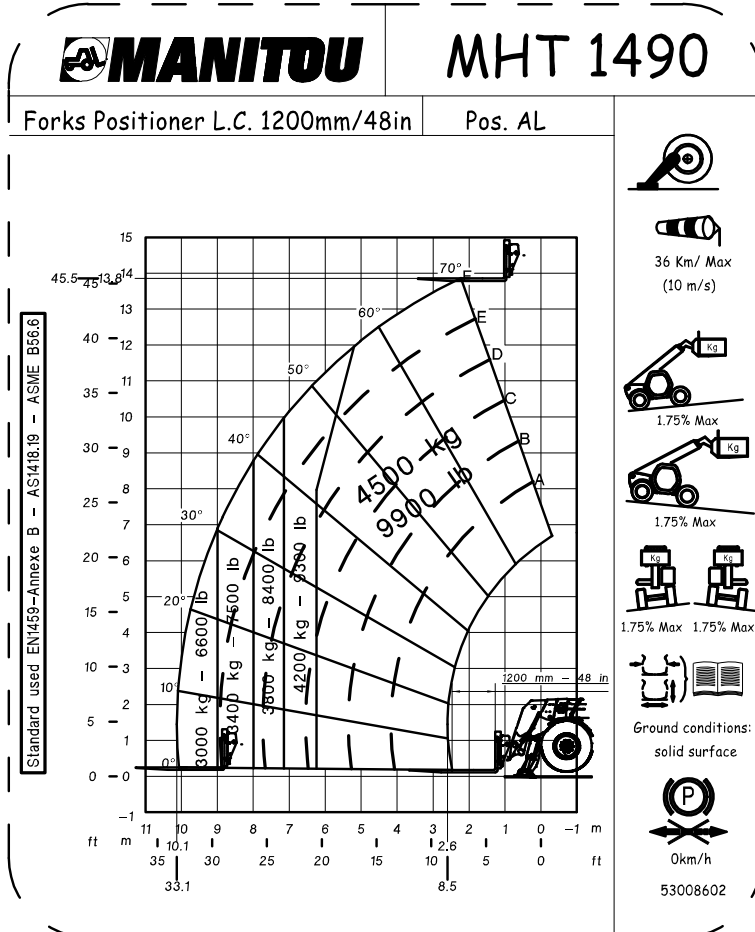 MANITOU
MHT 1490
Forks Positioner L.C. 1200mm/48in
Pos. AL
Standard used EN1459-Annexe B - AS1418.19 - ASME B56.6
15
45.5 13.8 14
45
13
40 12
11
35
10
30 9
8
25
7
20 6
5
15
4
10 3
2
5
1
0 0
-1
70°
60°
50°
40°
30°
20°
10°
0°
F
E
D
C
B
A
4500 kg
9900 lb
3000 kg - 6600 lb
3400 kg - 7500 lb
3800 kg - 8400 lb
4200 kg - 9300 lb
1200 mm - 48 in
ft m 11 10 9 8 7 6 5 4 3 2 1 0 -1 m
10.1 2.6
35 30 25 20 15 10 5 0 ft
33.1 8.5
36 Km/ Max
(10 m/s)
Kg
1.75% Max
Kg
1.75% Max
Kg Kg
1.75% Max 1.75% Max
Ground conditions:
solid surface
P
0km/h
53008602